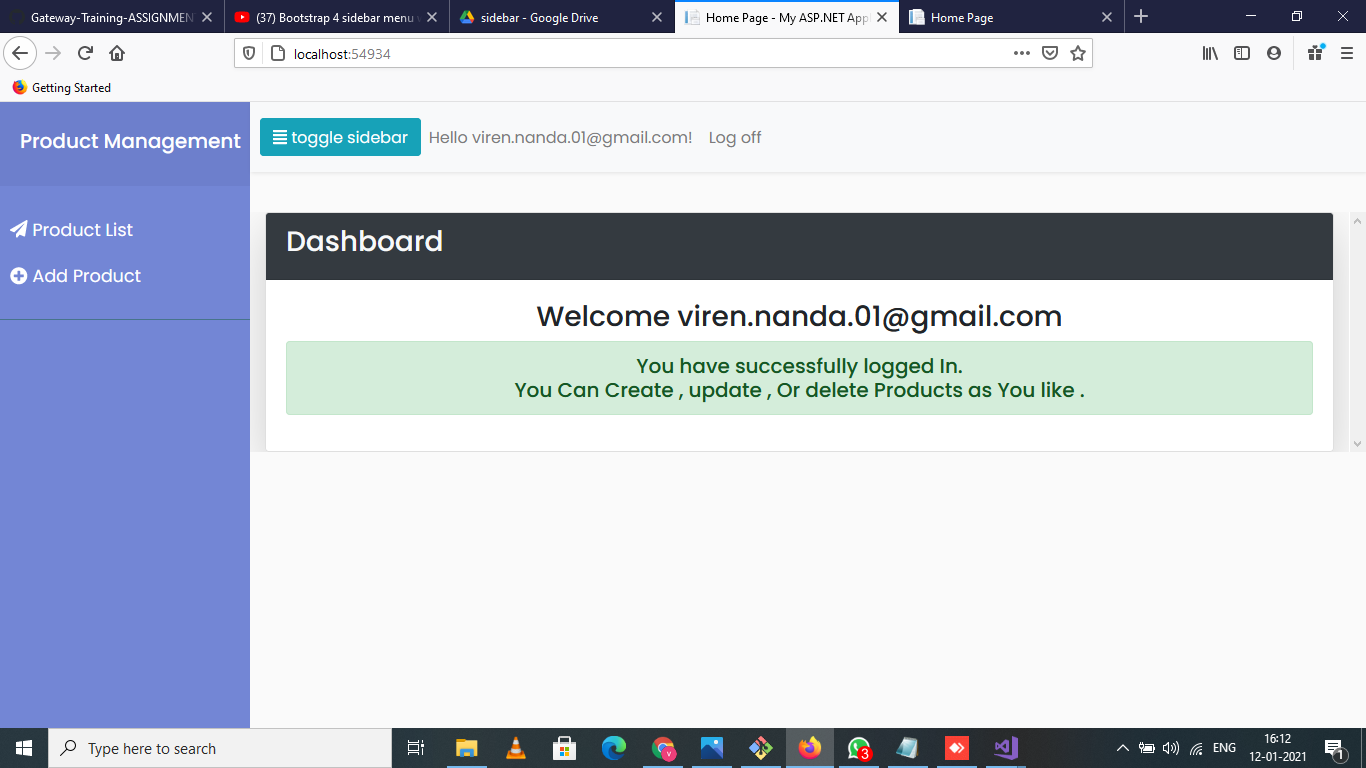 Gateway-Training-ASSIGNMEN
(37) Bootstrap 4 sidebar menu
sidebar - Google Drive
Home Page - My ASP.NET Appl
Home Page
localhost:54934
Getting Started
Product Management
toggle sidebar
Hello viren.nanda.01@gmail.com!
Log off
Product List
Add Product
Dashboard
Welcome viren.nanda.01@gmail.com
You have successfully logged In.
You Can Create , update , Or delete Products as You like .
Type here to search
3
ENG
16:12
12-01-2021
1